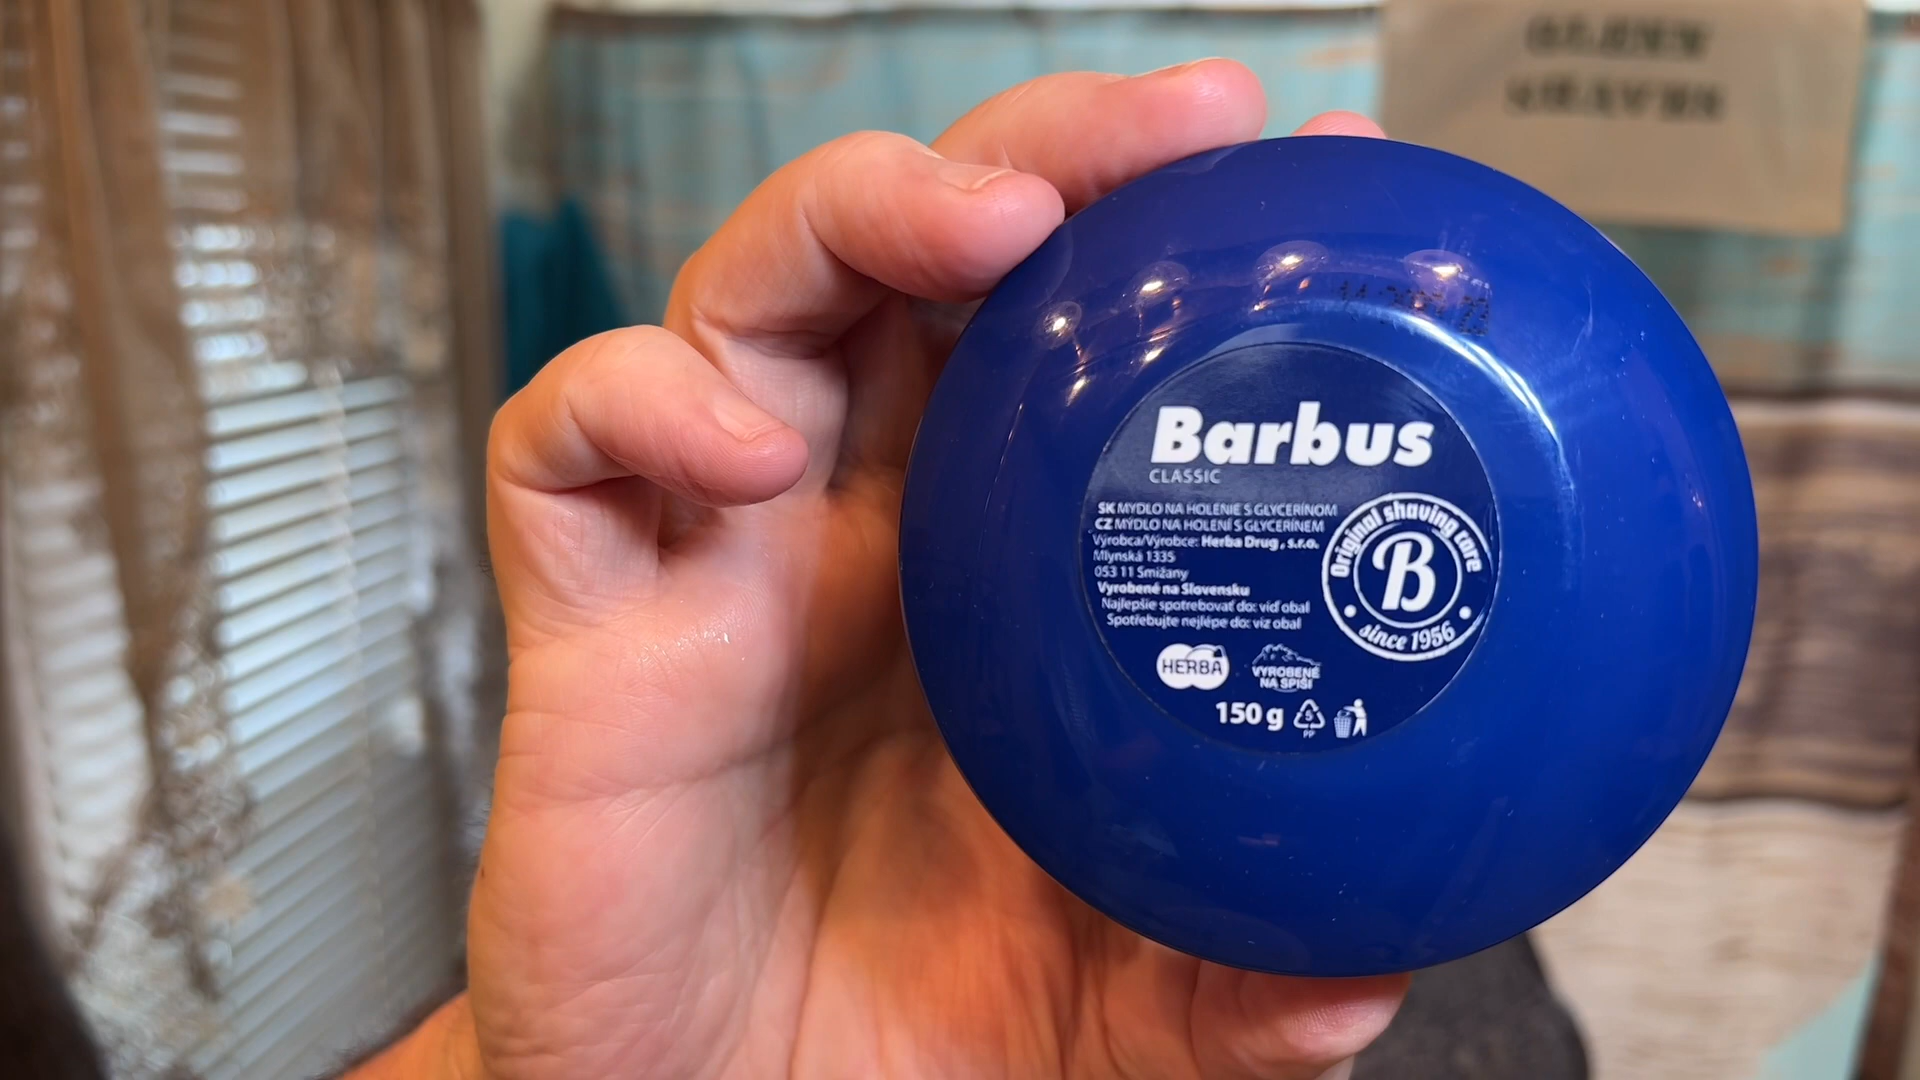 Barbus
CLASSIC
SK MYDLO NA HOLENIE S GLYCERÍNOM
CZ MÝDLO NA HOLENÍ S GLYCERÍNEM
Výrobca/Výrobce: Herba Drug, s.r.o.
Mlynská 1335
053 11 Smižany
Vyrobené na Slovensku
Najlepšie spotrebovať do: viď obal
Spotřebujte nejlépe do: viz obal
Original shaving care
B
since 1956
HERBA
VYROBENÉ
NA SPIŠI
150 g
5
PP